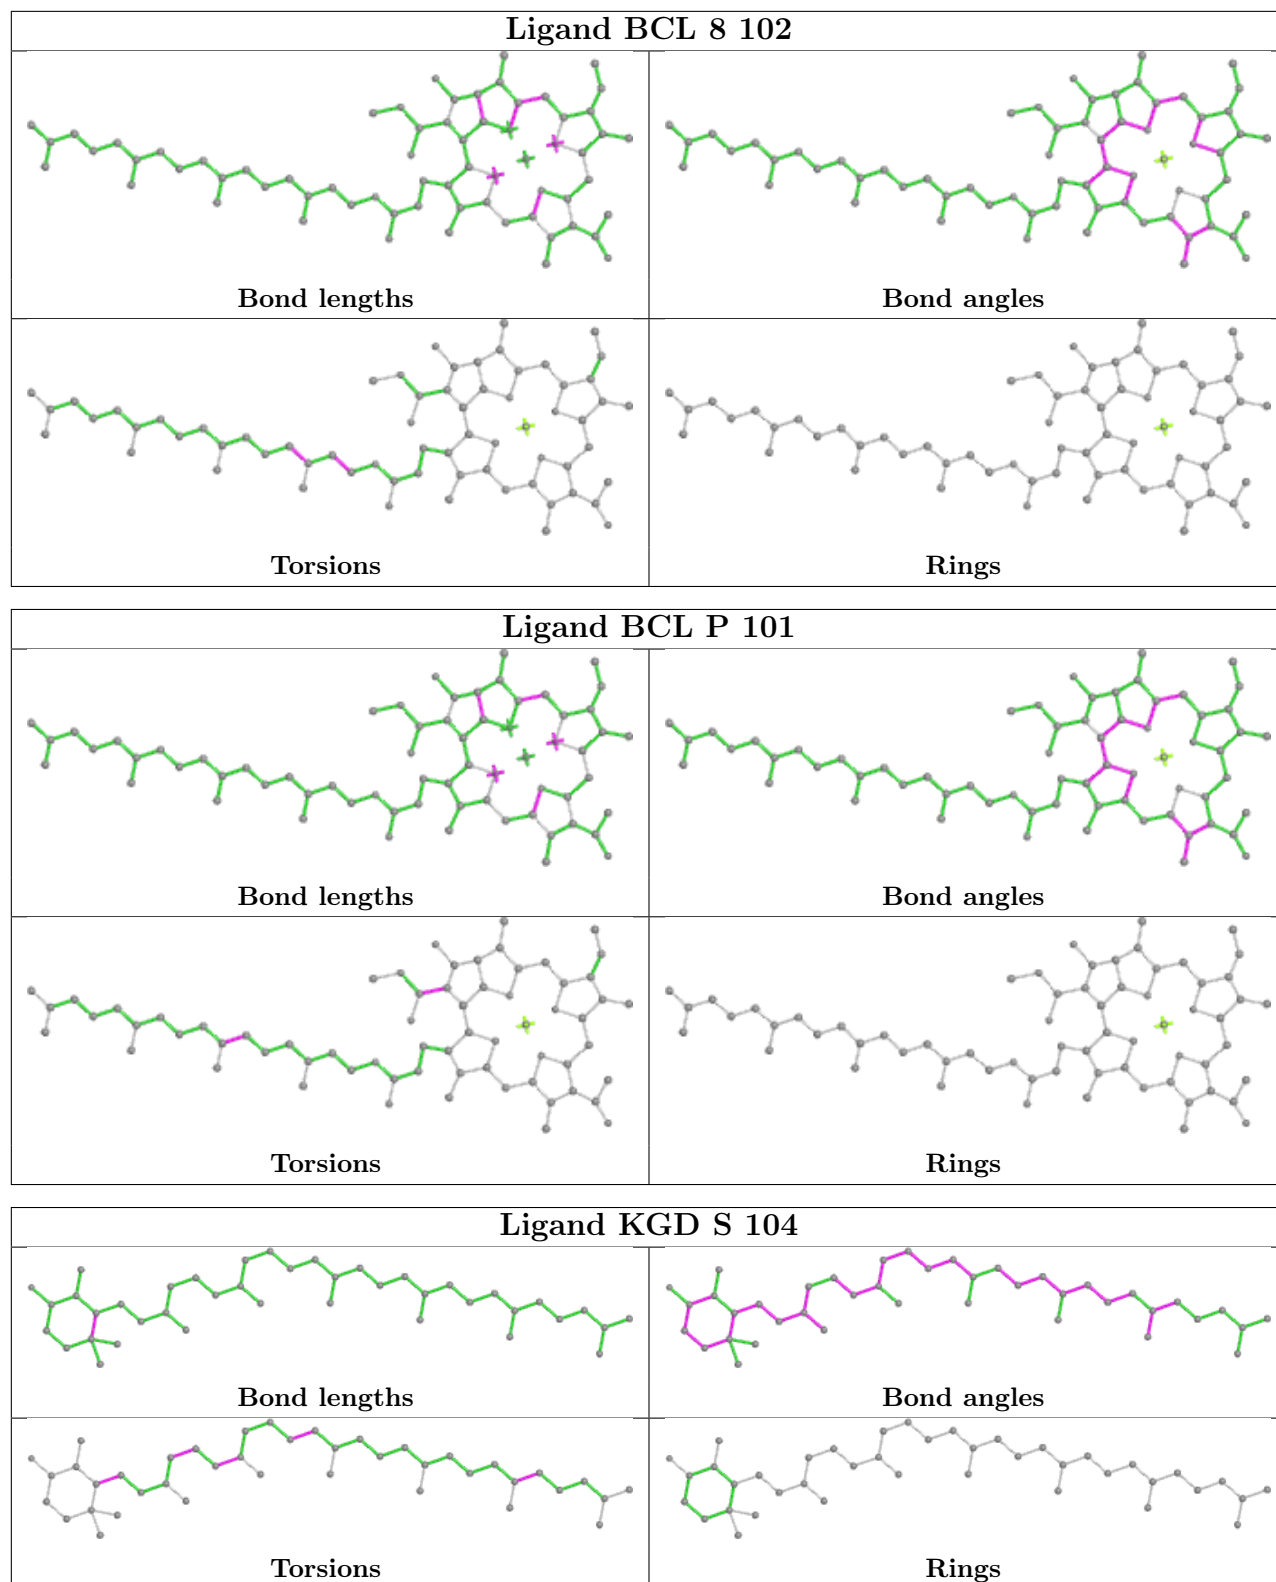 Ligand BCL 8 102
Bond lengths
Bond angles
Torsions
Rings
Ligand BCL P 101
Bond lengths
Bond angles
Torsions
Rings
Ligand KGD S 104
Bond lengths
Bond angles
Torsions
Rings